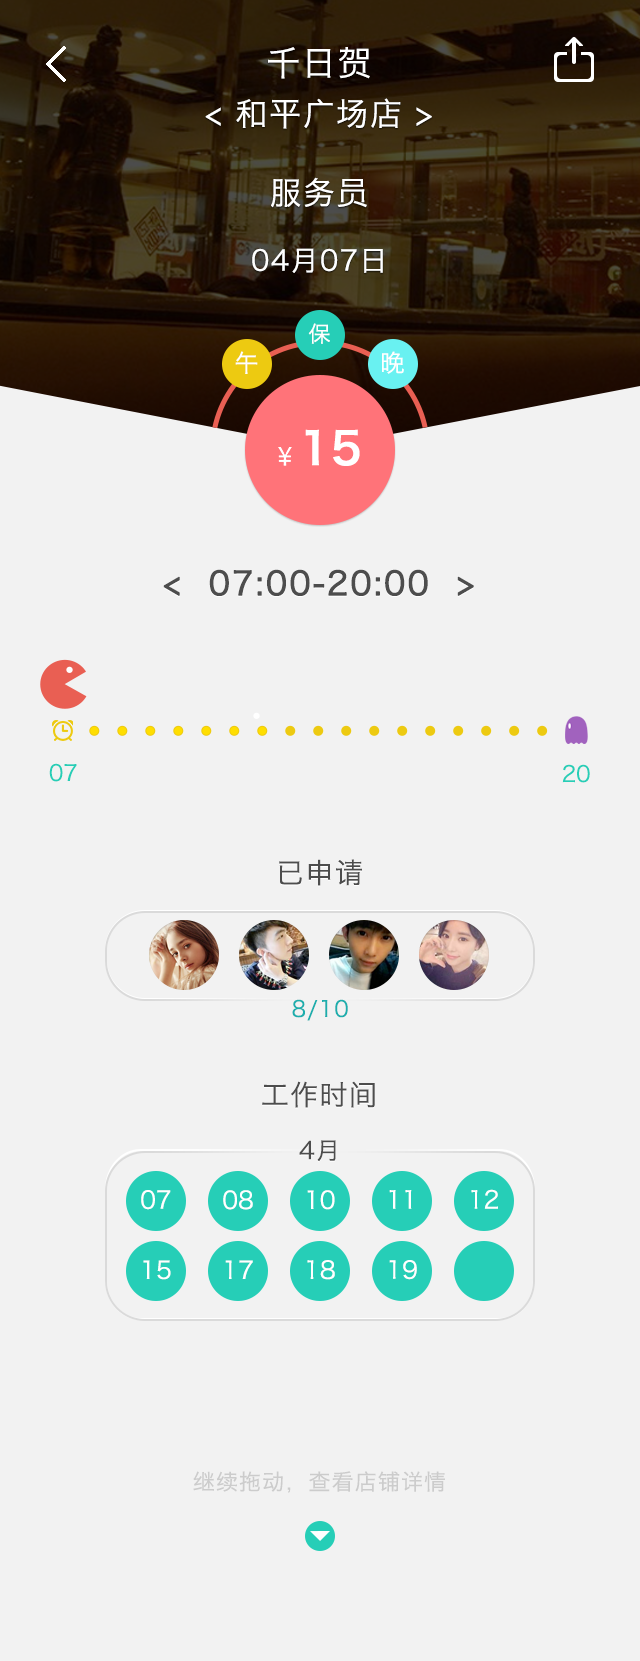 千日贺
< 和平广场店 >
服务员
04月07日
保
午 晚
¥ 15
< 07:00-20:00 >
07 20
已申请
8/10
工作时间
4月
07 08 10 11 12
15 17 18 19
继续拖动，查看店铺详情